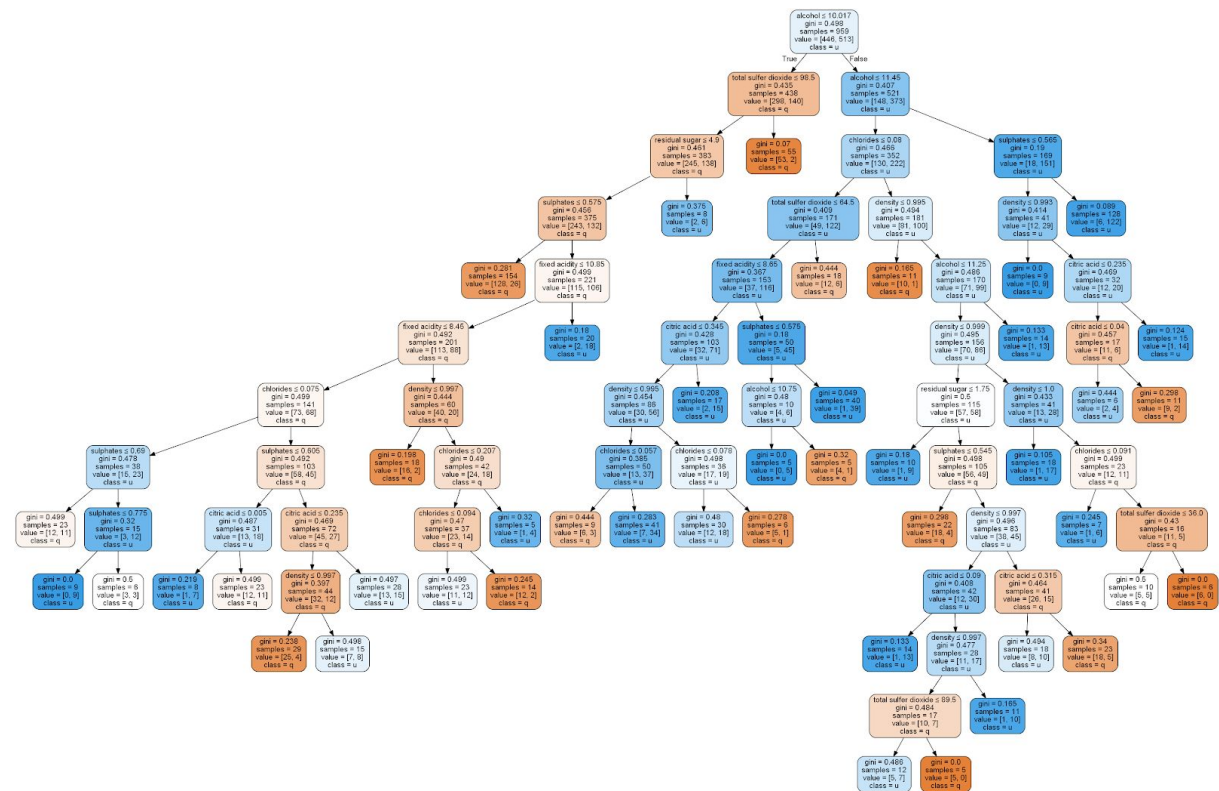 alcohol ≤ 10.017
gini = 0.498
samples = 959
value = [446, 513]
class = u
True
False
total sulfer dioxide ≤ 98.5
gini = 0.435
samples = 438
value = [298, 140]
class = q
alcohol ≤ 11.45
gini = 0.407
samples = 521
value = [148, 373]
class = u
residual sugar ≤ 4.9
gini = 0.461
samples = 383
value = [245, 138]
class = q
gini = 0.07
samples = 55
value = [53, 2]
class = q
chlorides ≤ 0.08
gini = 0.466
samples = 352
value = [130, 222]
class = u
sulphates ≤ 0.565
gini = 0.19
samples = 169
value = [18, 151]
class = u
sulphates ≤ 0.575
gini = 0.456
samples = 375
value = [243, 132]
class = q
gini = 0.375
samples = 8
value = [2, 6]
class = u
total sulfer dioxide ≤ 64.5
gini = 0.409
samples = 171
value = [49, 122]
class = u
density ≤ 0.995
gini = 0.494
samples = 181
value = [81, 100]
class = u
density ≤ 0.993
gini = 0.414
samples = 41
value = [12, 29]
class = u
gini = 0.089
samples = 128
value = [6, 122]
class = u
gini = 0.281
samples = 154
value = [128, 26]
class = q
fixed acidity ≤ 10.85
gini = 0.499
samples = 221
value = [115, 106]
class = q
fixed acidity ≤ 8.65
gini = 0.367
samples = 153
value = [37, 116]
class = u
gini = 0.444
samples = 18
value = [12, 6]
class = q
gini = 0.165
samples = 11
value = [10, 1]
class = q
alcohol ≤ 11.25
gini = 0.486
samples = 170
value = [71, 99]
class = u
gini = 0.0
samples = 9
value = [0, 9]
class = u
citric acid ≤ 0.235
gini = 0.469
samples = 32
value = [12, 20]
class = u
fixed acidity ≤ 8.45
gini = 0.492
samples = 201
value = [113, 88]
class = q
gini = 0.18
samples = 20
value = [2, 18]
class = u
citric acid ≤ 0.345
gini = 0.428
samples = 103
value = [32, 71]
class = u
sulphates ≤ 0.575
gini = 0.18
samples = 50
value = [5, 45]
class = u
density ≤ 0.999
gini = 0.495
samples = 156
value = [70, 86]
class = u
gini = 0.133
samples = 14
value = [1, 13]
class = u
citric acid ≤ 0.04
gini = 0.457
samples = 17
value = [11, 6]
class = q
gini = 0.124
samples = 15
value = [1, 14]
class = u
chlorides ≤ 0.075
gini = 0.499
samples = 141
value = [73, 68]
class = q
density ≤ 0.997
gini = 0.444
samples = 60
value = [40, 20]
class = q
density ≤ 0.995
gini = 0.454
samples = 86
value = [30, 56]
class = u
gini = 0.208
samples = 17
value = [2, 15]
class = u
alcohol ≤ 10.75
gini = 0.48
samples = 10
value = [4, 6]
class = u
gini = 0.049
samples = 40
value = [1, 39]
class = u
residual sugar ≤ 1.75
gini = 0.5
samples = 115
value = [57, 58]
class = u
density ≤ 1.0
gini = 0.433
samples = 41
value = [13, 28]
class = u
gini = 0.444
samples = 6
value = [2, 4]
class = u
gini = 0.298
samples = 11
value = [9, 2]
class = q
sulphates ≤ 0.69
gini = 0.478
samples = 38
value = [15, 23]
class = u
sulphates ≤ 0.605
gini = 0.492
samples = 103
value = [58, 45]
class = q
gini = 0.198
samples = 18
value = [16, 2]
class = q
chlorides ≤ 0.207
gini = 0.49
samples = 42
value = [24, 18]
class = q
chlorides ≤ 0.057
gini = 0.385
samples = 50
value = [13, 37]
class = u
chlorides ≤ 0.078
gini = 0.498
samples = 36
value = [17, 19]
class = u
gini = 0.0
samples = 5
value = [0, 5]
class = u
gini = 0.32
samples = 5
value = [4, 1]
class = q
gini = 0.18
samples = 10
value = [1, 9]
class = u
sulphates ≤ 0.545
gini = 0.498
samples = 105
value = [56, 49]
class = q
gini = 0.105
samples = 18
value = [1, 17]
class = u
chlorides ≤ 0.091
gini = 0.499
samples = 23
value = [12, 11]
class = q
gini = 0.499
samples = 23
value = [12, 11]
class = q
sulphates ≤ 0.775
gini = 0.32
samples = 15
value = [3, 12]
class = u
citric acid ≤ 0.005
gini = 0.487
samples = 31
value = [13, 18]
class = u
citric acid ≤ 0.235
gini = 0.469
samples = 72
value = [45, 27]
class = q
chlorides ≤ 0.094
gini = 0.47
samples = 37
value = [23, 14]
class = q
gini = 0.32
samples = 5
value = [1, 4]
class = u
gini = 0.444
samples = 9
value = [6, 3]
class = q
gini = 0.283
samples = 41
value = [7, 34]
class = u
gini = 0.48
samples = 30
value = [12, 18]
class = u
gini = 0.278
samples = 6
value = [5, 1]
class = q
gini = 0.298
samples = 22
value = [18, 4]
class = q
density ≤ 0.997
gini = 0.496
samples = 83
value = [38, 45]
class = u
gini = 0.245
samples = 7
value = [1, 6]
class = u
total sulfer dioxide ≤ 36.0
gini = 0.43
samples = 16
value = [11, 5]
class = q
gini = 0.0
samples = 9
value = [0, 9]
class = u
gini = 0.5
samples = 6
value = [3, 3]
class = q
gini = 0.219
samples = 8
value = [1, 7]
class = u
gini = 0.499
samples = 23
value = [12, 11]
class = q
density ≤ 0.997
gini = 0.397
samples = 44
value = [32, 12]
class = q
gini = 0.497
samples = 28
value = [13, 15]
class = u
gini = 0.499
samples = 23
value = [11, 12]
class = u
gini = 0.245
samples = 14
value = [12, 2]
class = q
citric acid ≤ 0.09
gini = 0.408
samples = 42
value = [12, 30]
class = u
citric acid ≤ 0.315
gini = 0.464
samples = 41
value = [26, 15]
class = q
gini = 0.5
samples = 10
value = [5, 5]
class = q
gini = 0.0
samples = 6
value = [6, 0]
class = q
gini = 0.238
samples = 29
value = [25, 4]
class = q
gini = 0.498
samples = 15
value = [7, 8]
class = u
gini = 0.133
samples = 14
value = [1, 13]
class = u
density ≤ 0.997
gini = 0.477
samples = 28
value = [11, 17]
class = u
gini = 0.494
samples = 18
value = [8, 10]
class = u
gini = 0.34
samples = 23
value = [18, 5]
class = q
total sulfer dioxide ≤ 89.5
gini = 0.484
samples = 17
value = [10, 7]
class = q
gini = 0.165
samples = 11
value = [1, 10]
class = u
gini = 0.486
samples = 12
value = [5, 7]
class = u
gini = 0.0
samples = 5
value = [5, 0]
class = q